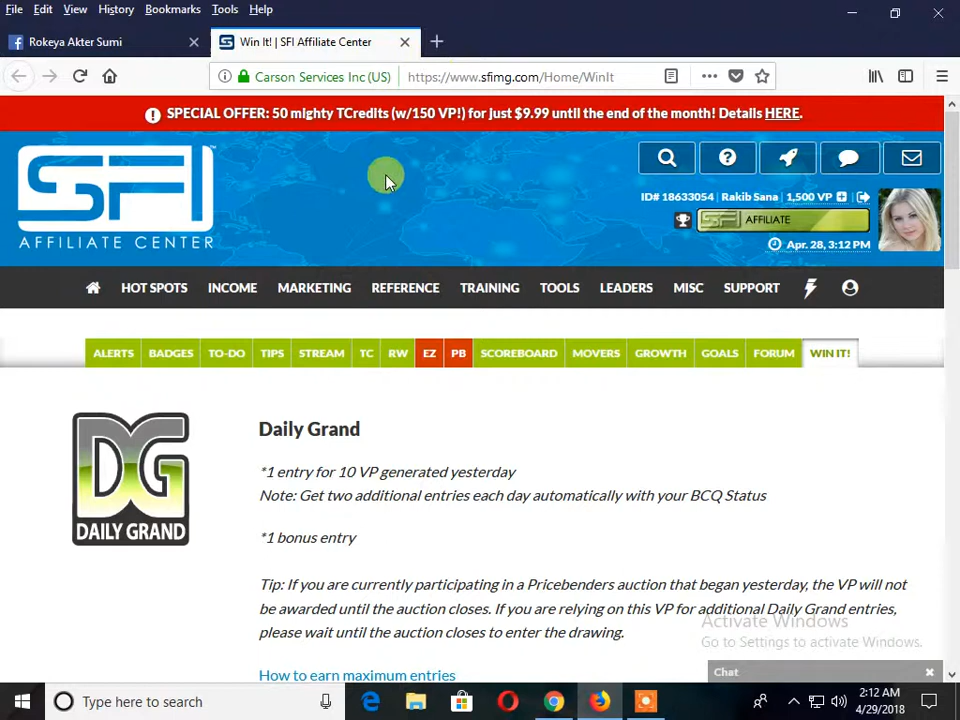 File Edit View History Bookmarks Tools Help
Rokeya Akter Sumi
Win It! | SFI Affiliate Center
Carson Services Inc (US) https://www.sfimg.com/Home/WinIt
SPECIAL OFFER: 50 mighty TCredits (w/150 VP!) for just $9.99 until the end of the month! Details HERE.
SFI
AFFILIATE CENTER
ID# 18633054 Rakib Sana 1,500 VP
SFI AFFILIATE
Apr. 28, 3:12 PM
HOT SPOTS INCOME MARKETING REFERENCE TRAINING TOOLS LEADERS MISC SUPPORT
ALERTS BADGES TO-DO TIPS STREAM TC RW EZ PB SCOREBOARD MOVERS GROWTH GOALS FORUM WIN IT!
DG
DAILY GRAND
Daily Grand
*1 entry for 10 VP generated yesterday
Note: Get two additional entries each day automatically with your BCQ Status
*1 bonus entry
Tip: If you are currently participating in a Pricebenders auction that began yesterday, the VP will not
be awarded until the auction closes. If you are relying on this VP for additional Daily Grand entries,
please wait until the auction closes to enter the drawing.
How to earn maximum entries
Activate Windows
Go to Settings to activate Windows.
Chat
Type here to search
2:12 AM
4/29/2018